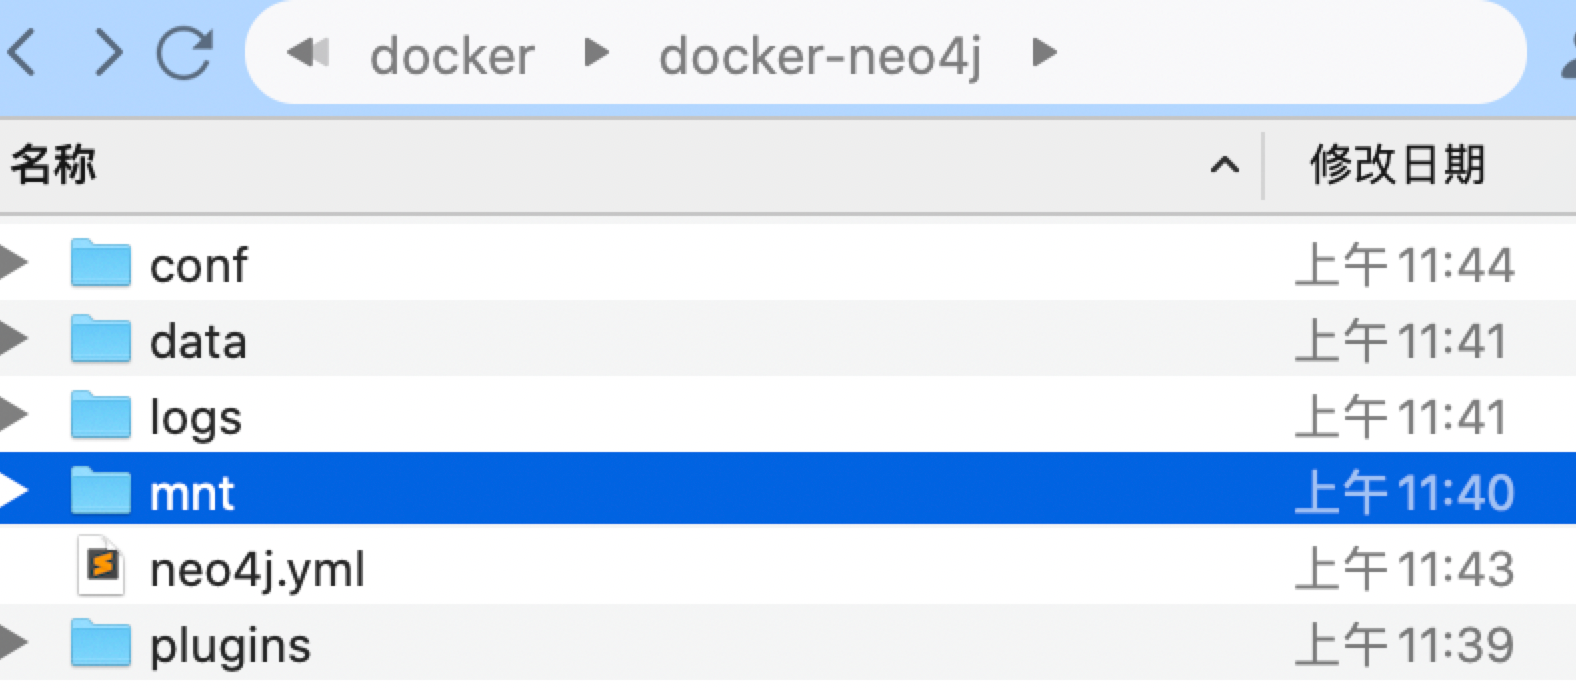 docker docker-neo4j
名称 修改日期
conf 上午11:44
data 上午11:41
logs 上午11:41
mnt 上午11:40
neo4j.yml 上午11:43
plugins 上午11:39